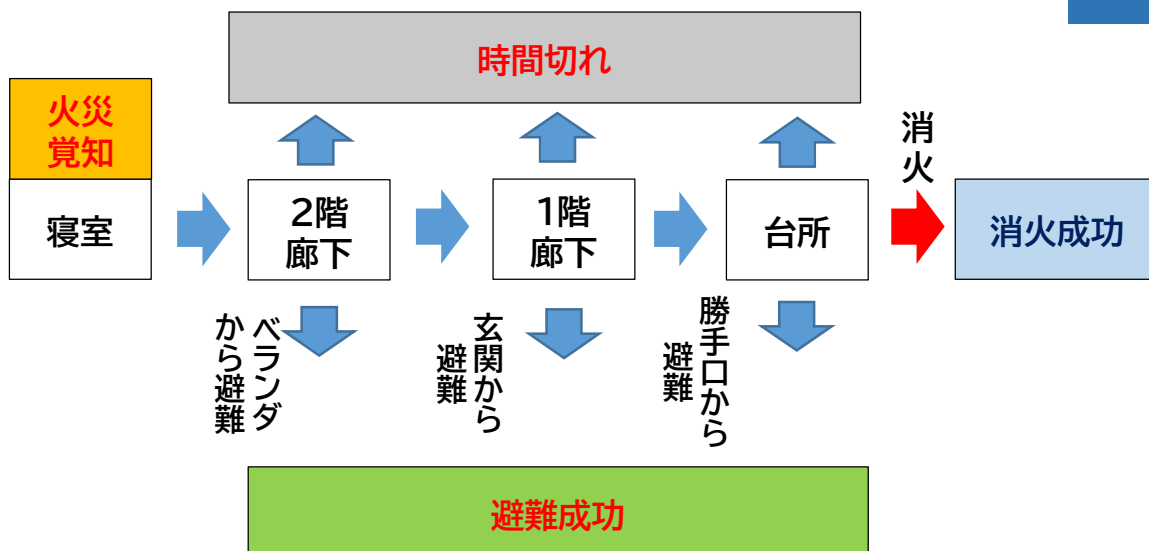 時間切れ
火災
覚知
寝室
2階
廊下
1階
廊下
台所
消
火
消火成功
ベランダ
から避難
玄関から
避難
勝手口から
避難
避難成功